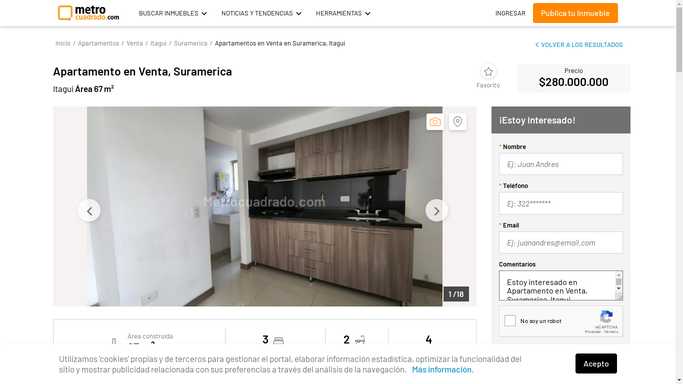 metro
cuadrado.com
BUSCAR INMUEBLES
NOTICIAS Y TENDENCIAS
HERRAMIENTAS
INGRESAR
Publica tu Inmueble
Inicio / Apartamentos / Venta / Itagui / Suramerica / Apartamentos en Venta en Suramerica, Itagui
VOLVER A LOS RESULTADOS
Apartamento en Venta, Suramerica
Itagui Área 67 m²
Favorito
Precio
$280.000.000
Metrocuadrado.com
1 /18
¡Estoy Interesado!
* Nombre
Ej: Juan Andres
* Teléfono
Ej: 322*******
* Email
Ej: juanandres@email.com
Comentarios
Estoy interesado en
Apartamento en Venta,
Suramerica, Itagui
No soy un robot
reCAPTCHA
Privacidad - Términos
Área construida
3
2
4
Utilizamos 'cookies' propias y de terceros para gestionar el portal, elaborar información estadística, optimizar la funcionalidad del
sitio y mostrar publicidad relacionada con sus preferencias a través del análisis de la navegación. Más información.
Acepto